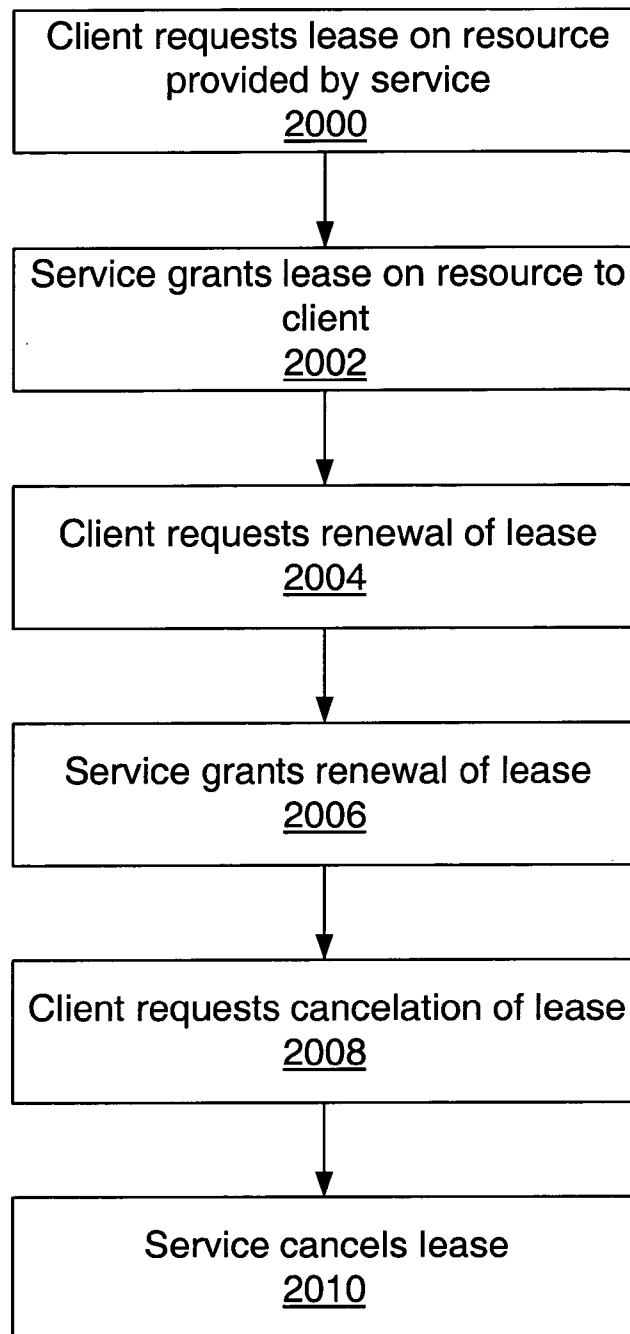 Client requests lease on resource
provided by service
2000
Service grants lease on resource to
client
2002
Client requests renewal of lease
2004
Service grants renewal of lease
2006
Client requests cancelation of lease
2008
Service cancels lease
2010